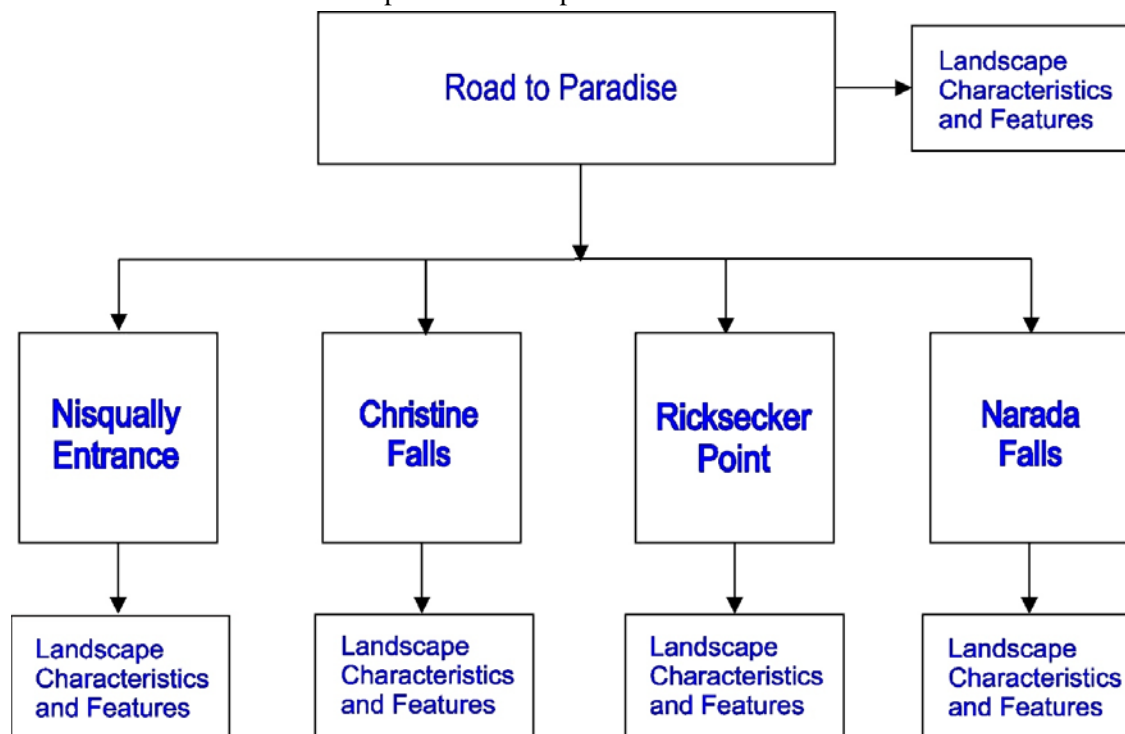 Road to Paradise
Landscape
Characteristics
and Features
Nisqually
Entrance
Christine
Falls
Ricksecker
Point
Narada
Falls
Landscape
Characteristics
and Features
Landscape
Characteristics
and Features
Landscape
Characteristics
and Features
Landscape
Characteristics
and Features